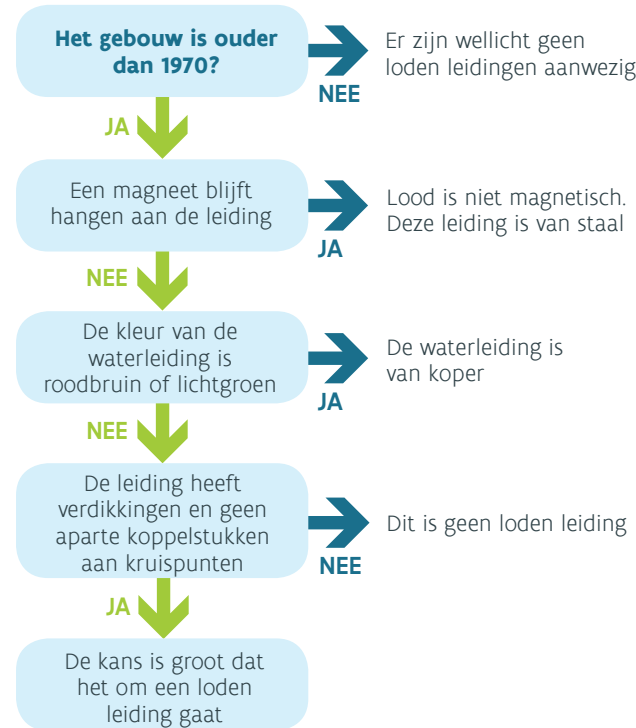 Het gebouw is ouder
dan 1970?
NEE
Er zijn wellicht geen
loden leidingen aanwezig
JA
Een magneet blijft
hangen aan de leiding
JA
Lood is niet magnetisch.
Deze leiding is van staal
NEE
De kleur van de
waterleiding is
roodbruin of lichtgroen
JA
De waterleiding is
van koper
NEE
De leiding heeft
verdikkingen en geen
aparte koppelstukken
aan kruispunten
NEE
Dit is geen loden leiding
JA
De kans is groot dat
het om een loden
leiding gaat